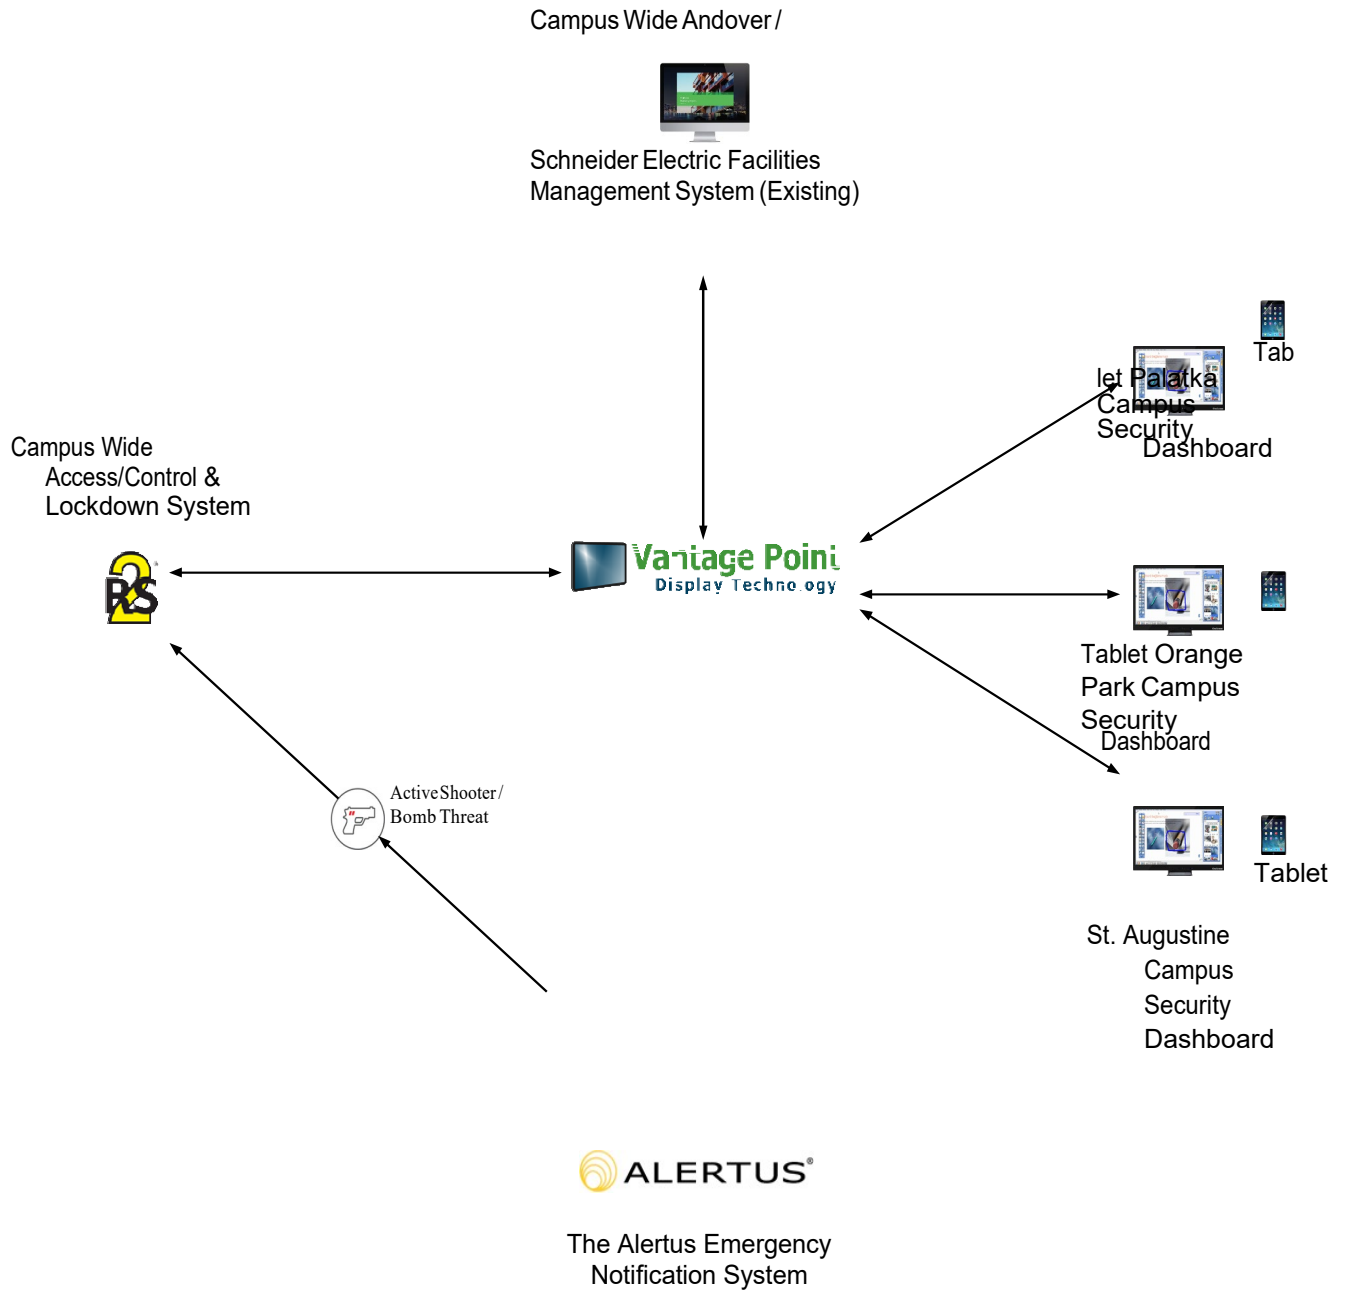 Campus Wide Andover /
Schneider Electric Facilities
Management System (Existing)
Tab
let Palatka
Campus
Security
Dashboard
Campus Wide
Access/Control &
Lockdown System
RS2
Vantage Point
Display Technology
Tablet Orange
Park Campus
Security
Dashboard
Active Shooter /
Bomb Threat
Tablet
St. Augustine
Campus
Security
Dashboard
ALERTUS®
The Alertus Emergency
Notification System